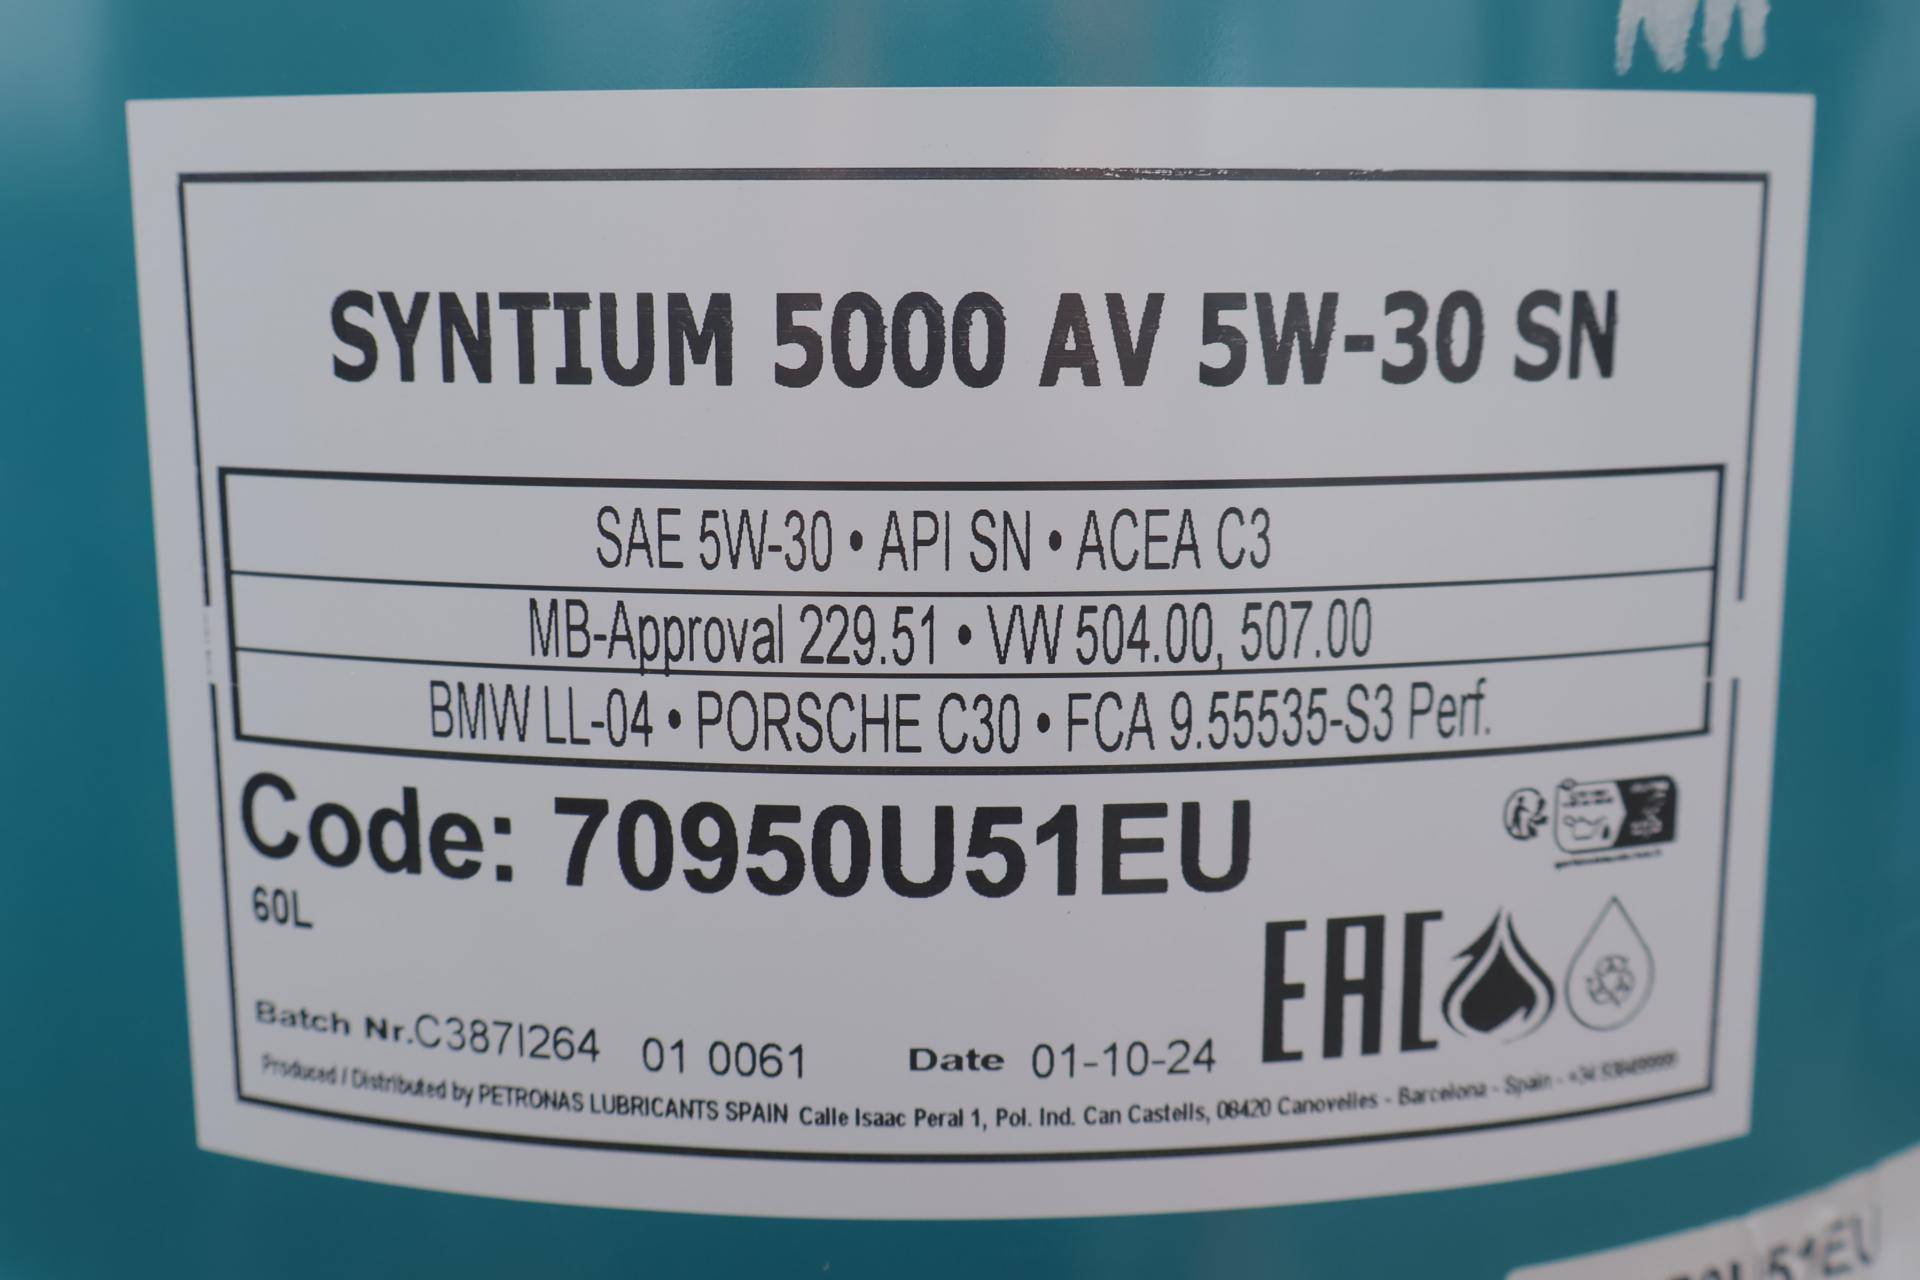 SYNTIUM 5000 AV 5W-30 SN
SAE 5W-30 • API SN • ACEA C3
MB-Approval 229.51 • VW 504.00, 507.00
BMW LL-04 • PORSCHE C30 • FCA 9.55535-S3 Perf.
Code: 70950U51EU
60L
EAC
Batch Nr.C387I264 01 0061 Date 01-10-24
Produced / Distributed by PETRONAS LUBRICANTS SPAIN Calle Isaac Peral 1, Pol. Ind. Can Castells, 08420 Canovelles - Barcelona - Spain -
51EU